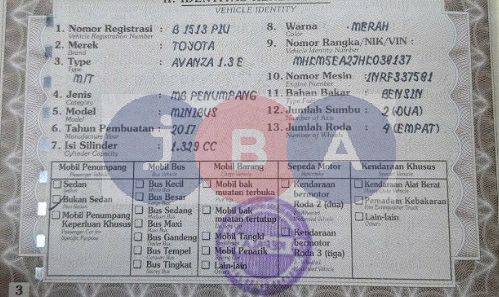 II. IDENTITAS KEN
VEHICLE IDENTITY
1. Nomor Registrasi : B 1513 PIU
Vehicle Registration Number
2. Merek : TOYOTA
Brand
3. Type : AVANZA 1.3 E
Type
M/T
4. Jenis : MB PENUMPANG
Category
5. Model : MINIBUS
Model
6. Tahun Pembuatan : 2017
Manufacture Year
7. Isi Silinder : 1.329 CC
Cylinder Capacity
8. Warna : MERAH
Color
9. Nomor Rangka/NIK/VIN :
Vehicle Identity Number
10. Nomor Mesin : 1NRF337501
Engine Number
11. Bahan Bakar : BENSIN
12. Jumlah Sumbu : 2 (DUA)
Number of Axle
13. Jumlah Roda : 4 (EMPAT)
Number of Wheels
iBA
Mobil Penumpang
Sedan
Bukan Sedan
Mobil Penumpang
Keperluan Khusus
Mobil Bus
Bus Kecil
Bus Besar
Bus Sedang
Bus Maxi
Bus Gandeng
Bus Tempel
Bus Tingkat
Mobil Barang
Mobil bak
muatan terbuka
Mobil bak
muatan tertutup
Mobil Tangki
Mobil Penarik
Lain-lain
Sepeda Motor
Kendaraan
bermotor
Roda 2 (dua)
Kendaraan
bermotor
Roda 3 (tiga)
Kendaraan Khusus
Kendaraan Alat Berat
Pemadam Kebakaran
Lain-lain
3